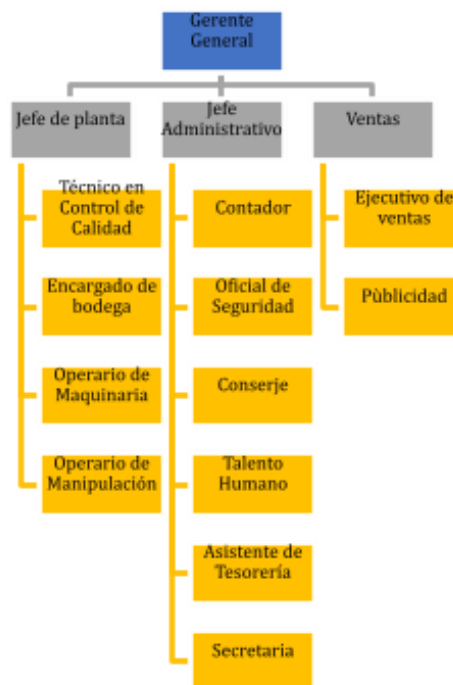 Gerente
General
Jefe de planta
Jefe
Administrativo
Ventas
Técnico en
Control de
Calidad
Encargado de
bodega
Operario de
Maquinaria
Operario de
Manipulación
Contador
Oficial de
Seguridad
Conserje
Talento
Humano
Asistente de
Tesorería
Secretaria
Ejecutivo de
ventas
Pùblicidad